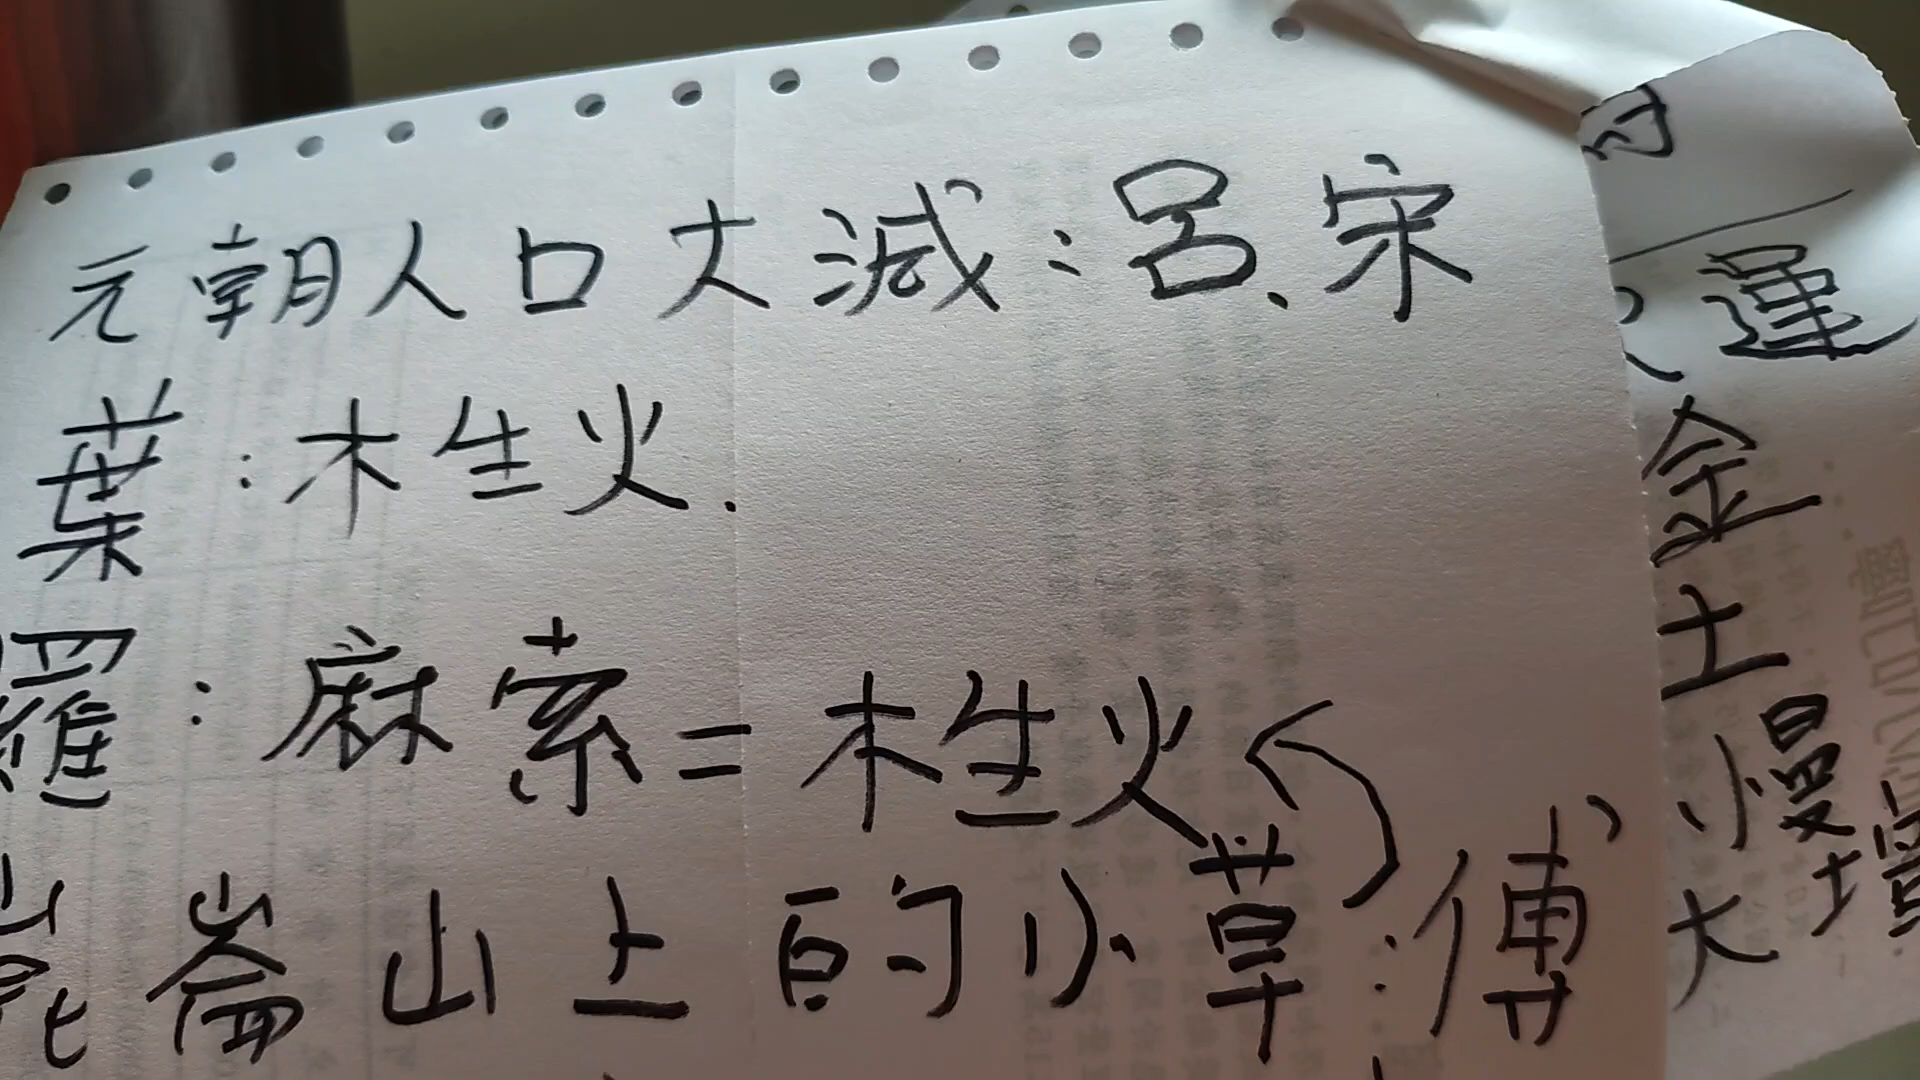 元朝人口大減:呂、宋
葉:木生火.
羅:麻索=木生火
崑崙山上的小草:傅
運
金
土
慢
大